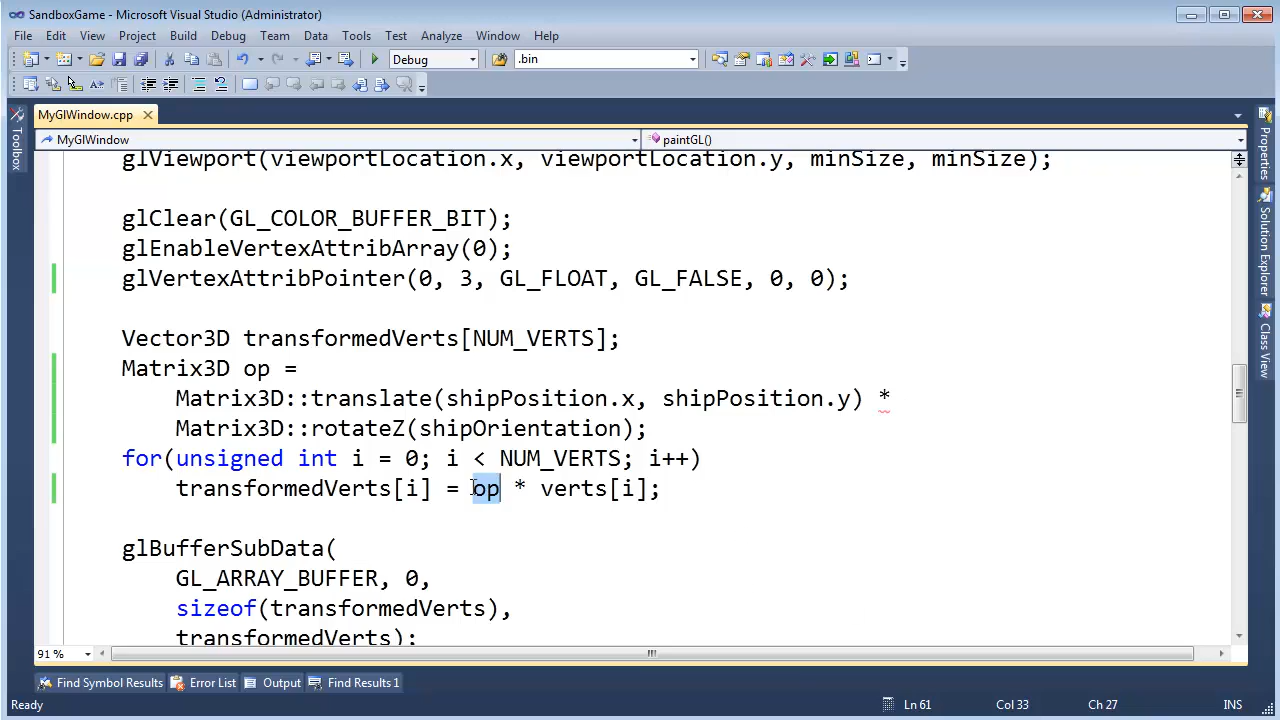 SandboxGame - Microsoft Visual Studio (Administrator)
File Edit View Project Build Debug Team Data Tools Test Analyze Window Help
Debug .bin
MyGlWindow.cpp
MyGlWindow paintGL()
glViewport(viewportLocation.x, viewportLocation.y, minSize, minSize);
glClear(GL_COLOR_BUFFER_BIT);
glEnableVertexAttribArray(0);
glVertexAttribPointer(0, 3, GL_FLOAT, GL_FALSE, 0, 0);
Vector3D transformedVerts[NUM_VERTS];
Matrix3D op =
Matrix3D::translate(shipPosition.x, shipPosition.y) *
Matrix3D::rotateZ(shipOrientation);
for(unsigned int i = 0; i < NUM_VERTS; i++)
transformedVerts[i] = op * verts[i];
glBufferSubData(
GL_ARRAY_BUFFER, 0,
sizeof(transformedVerts),
transformedVerts);
91 %
Toolbox
Properties
Solution Explorer
Class View
Find Symbol Results Error List Output Find Results 1
Ready Ln 61 Col 33 Ch 27 INS